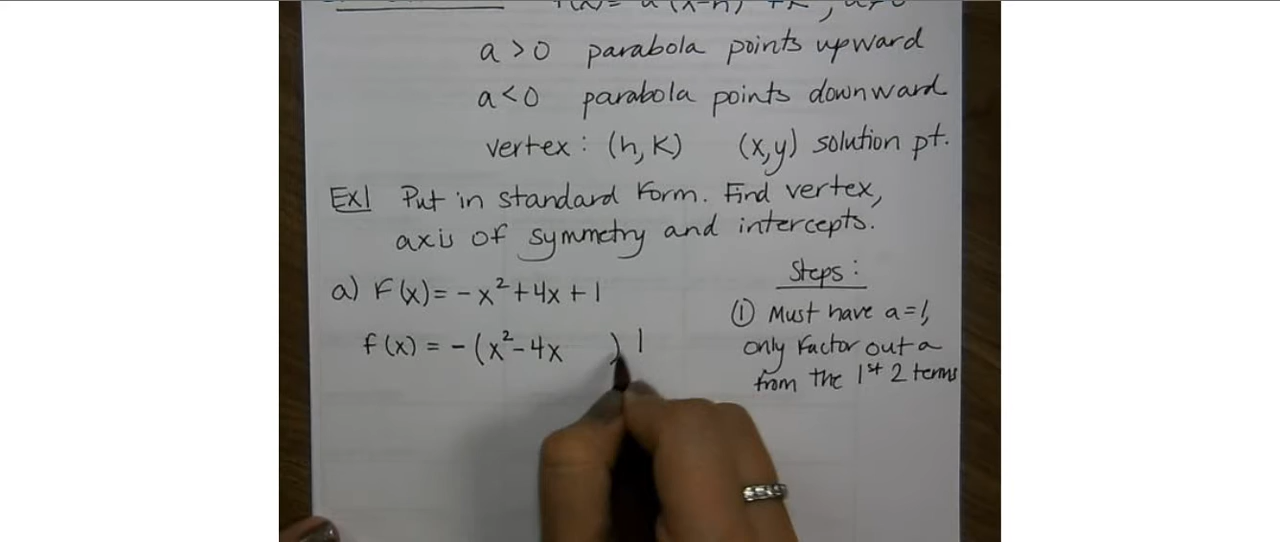 a > 0 parabola points upward
a < 0 parabola points downward
vertex: (h, k) (x,y) solution pt.
Ex1 Put in standard form. Find vertex,
axis of symmetry and intercepts.
a) f(x) = -x²+4x+1
f(x) = -(x²-4x ) 1
Steps:
① Must have a=1,
only factor out a
from the 1st 2 terms